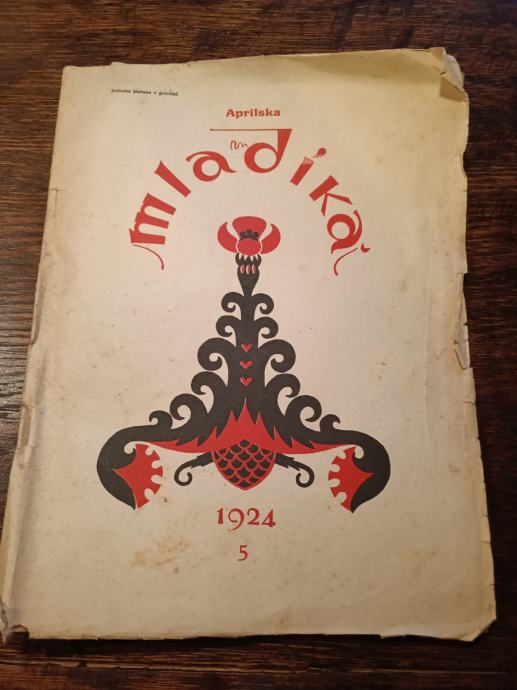 Poštnina plačana v gotovini.
Aprilska
mladika
1924
5